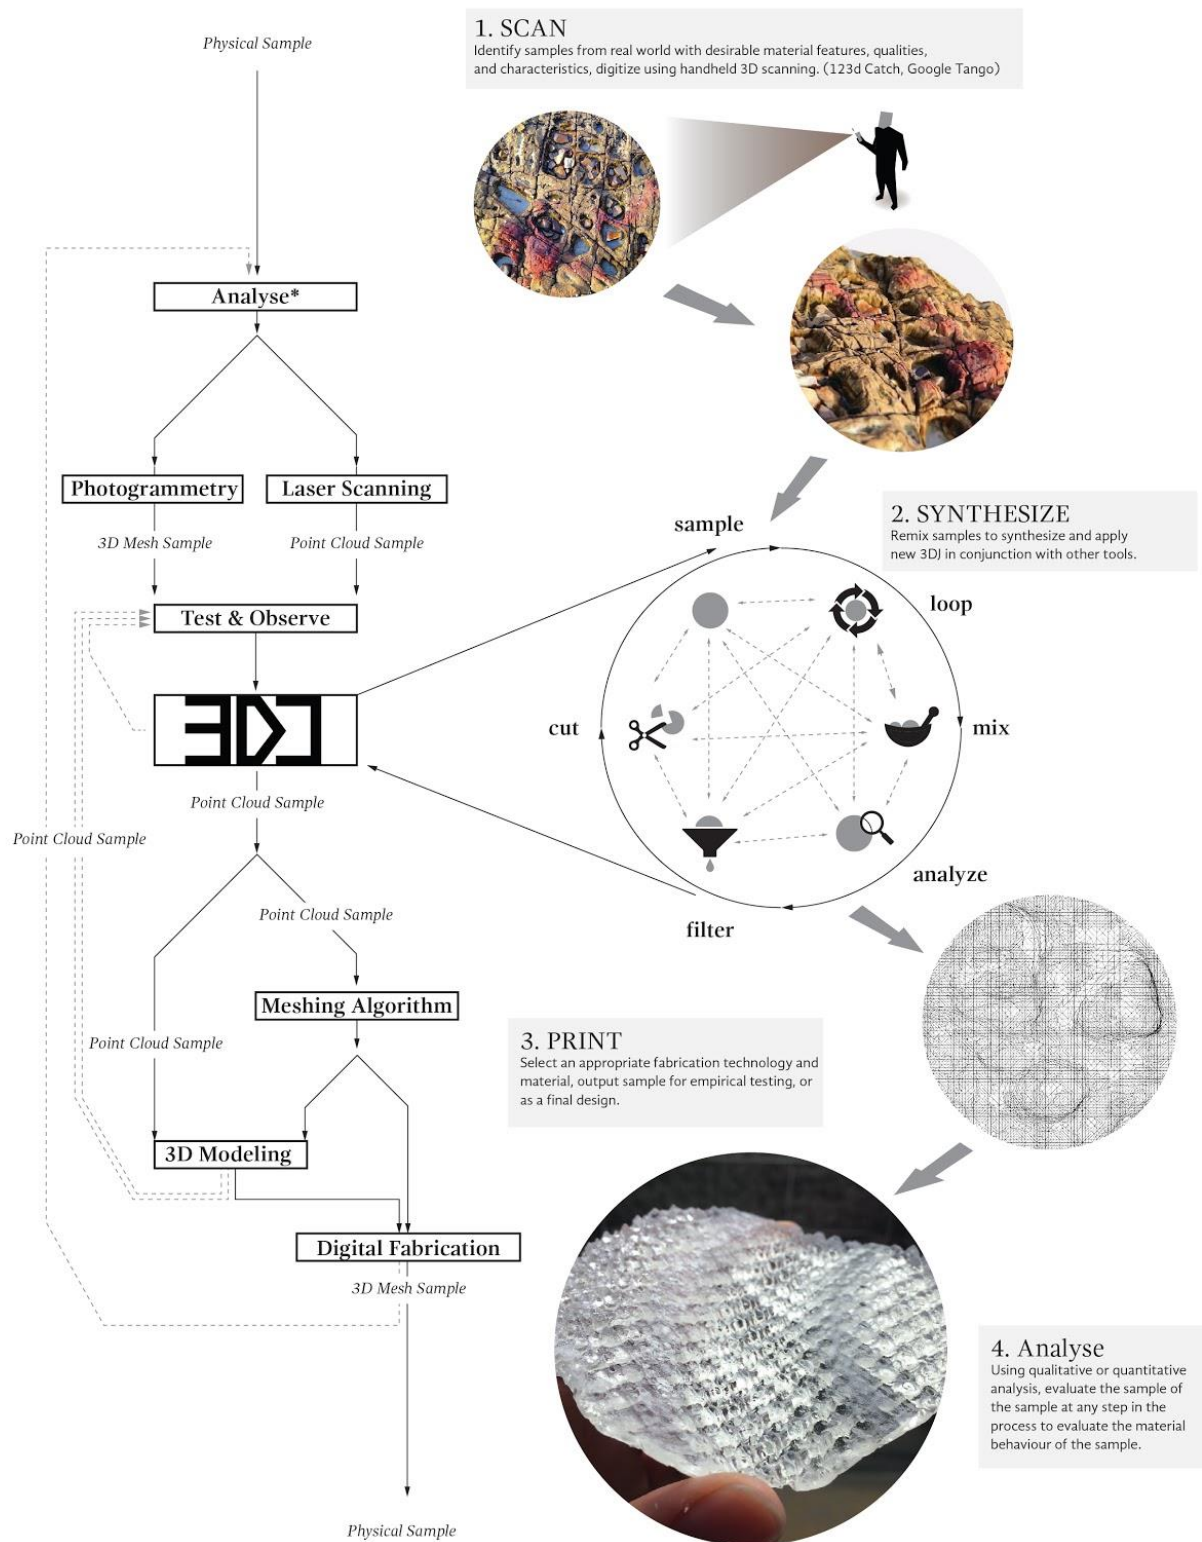 Physical Sample
Analyse*
Photogrammetry
Laser Scanning
3D Mesh Sample
Point Cloud Sample
Test & Observe
3DJ
Point Cloud Sample
Point Cloud Sample
Point Cloud Sample
Meshing Algorithm
Point Cloud Sample
3D Modeling
Digital Fabrication
3D Mesh Sample
Physical Sample
1. SCAN
Identify samples from real world with desirable material features, qualities,
and characteristics, digitize using handheld 3D scanning. (123d Catch, Google Tango)
2. SYNTHESIZE
Remix samples to synthesize and apply
new 3DJ in conjunction with other tools.
sample
loop
cut
mix
analyze
filter
3. PRINT
Select an appropriate fabrication technology and
material, output sample for empirical testing, or
as a final design.
4. Analyse
Using qualitative or quantitative
analysis, evaluate the sample of
the sample at any step in the
process to evaluate the material
behaviour of the sample.